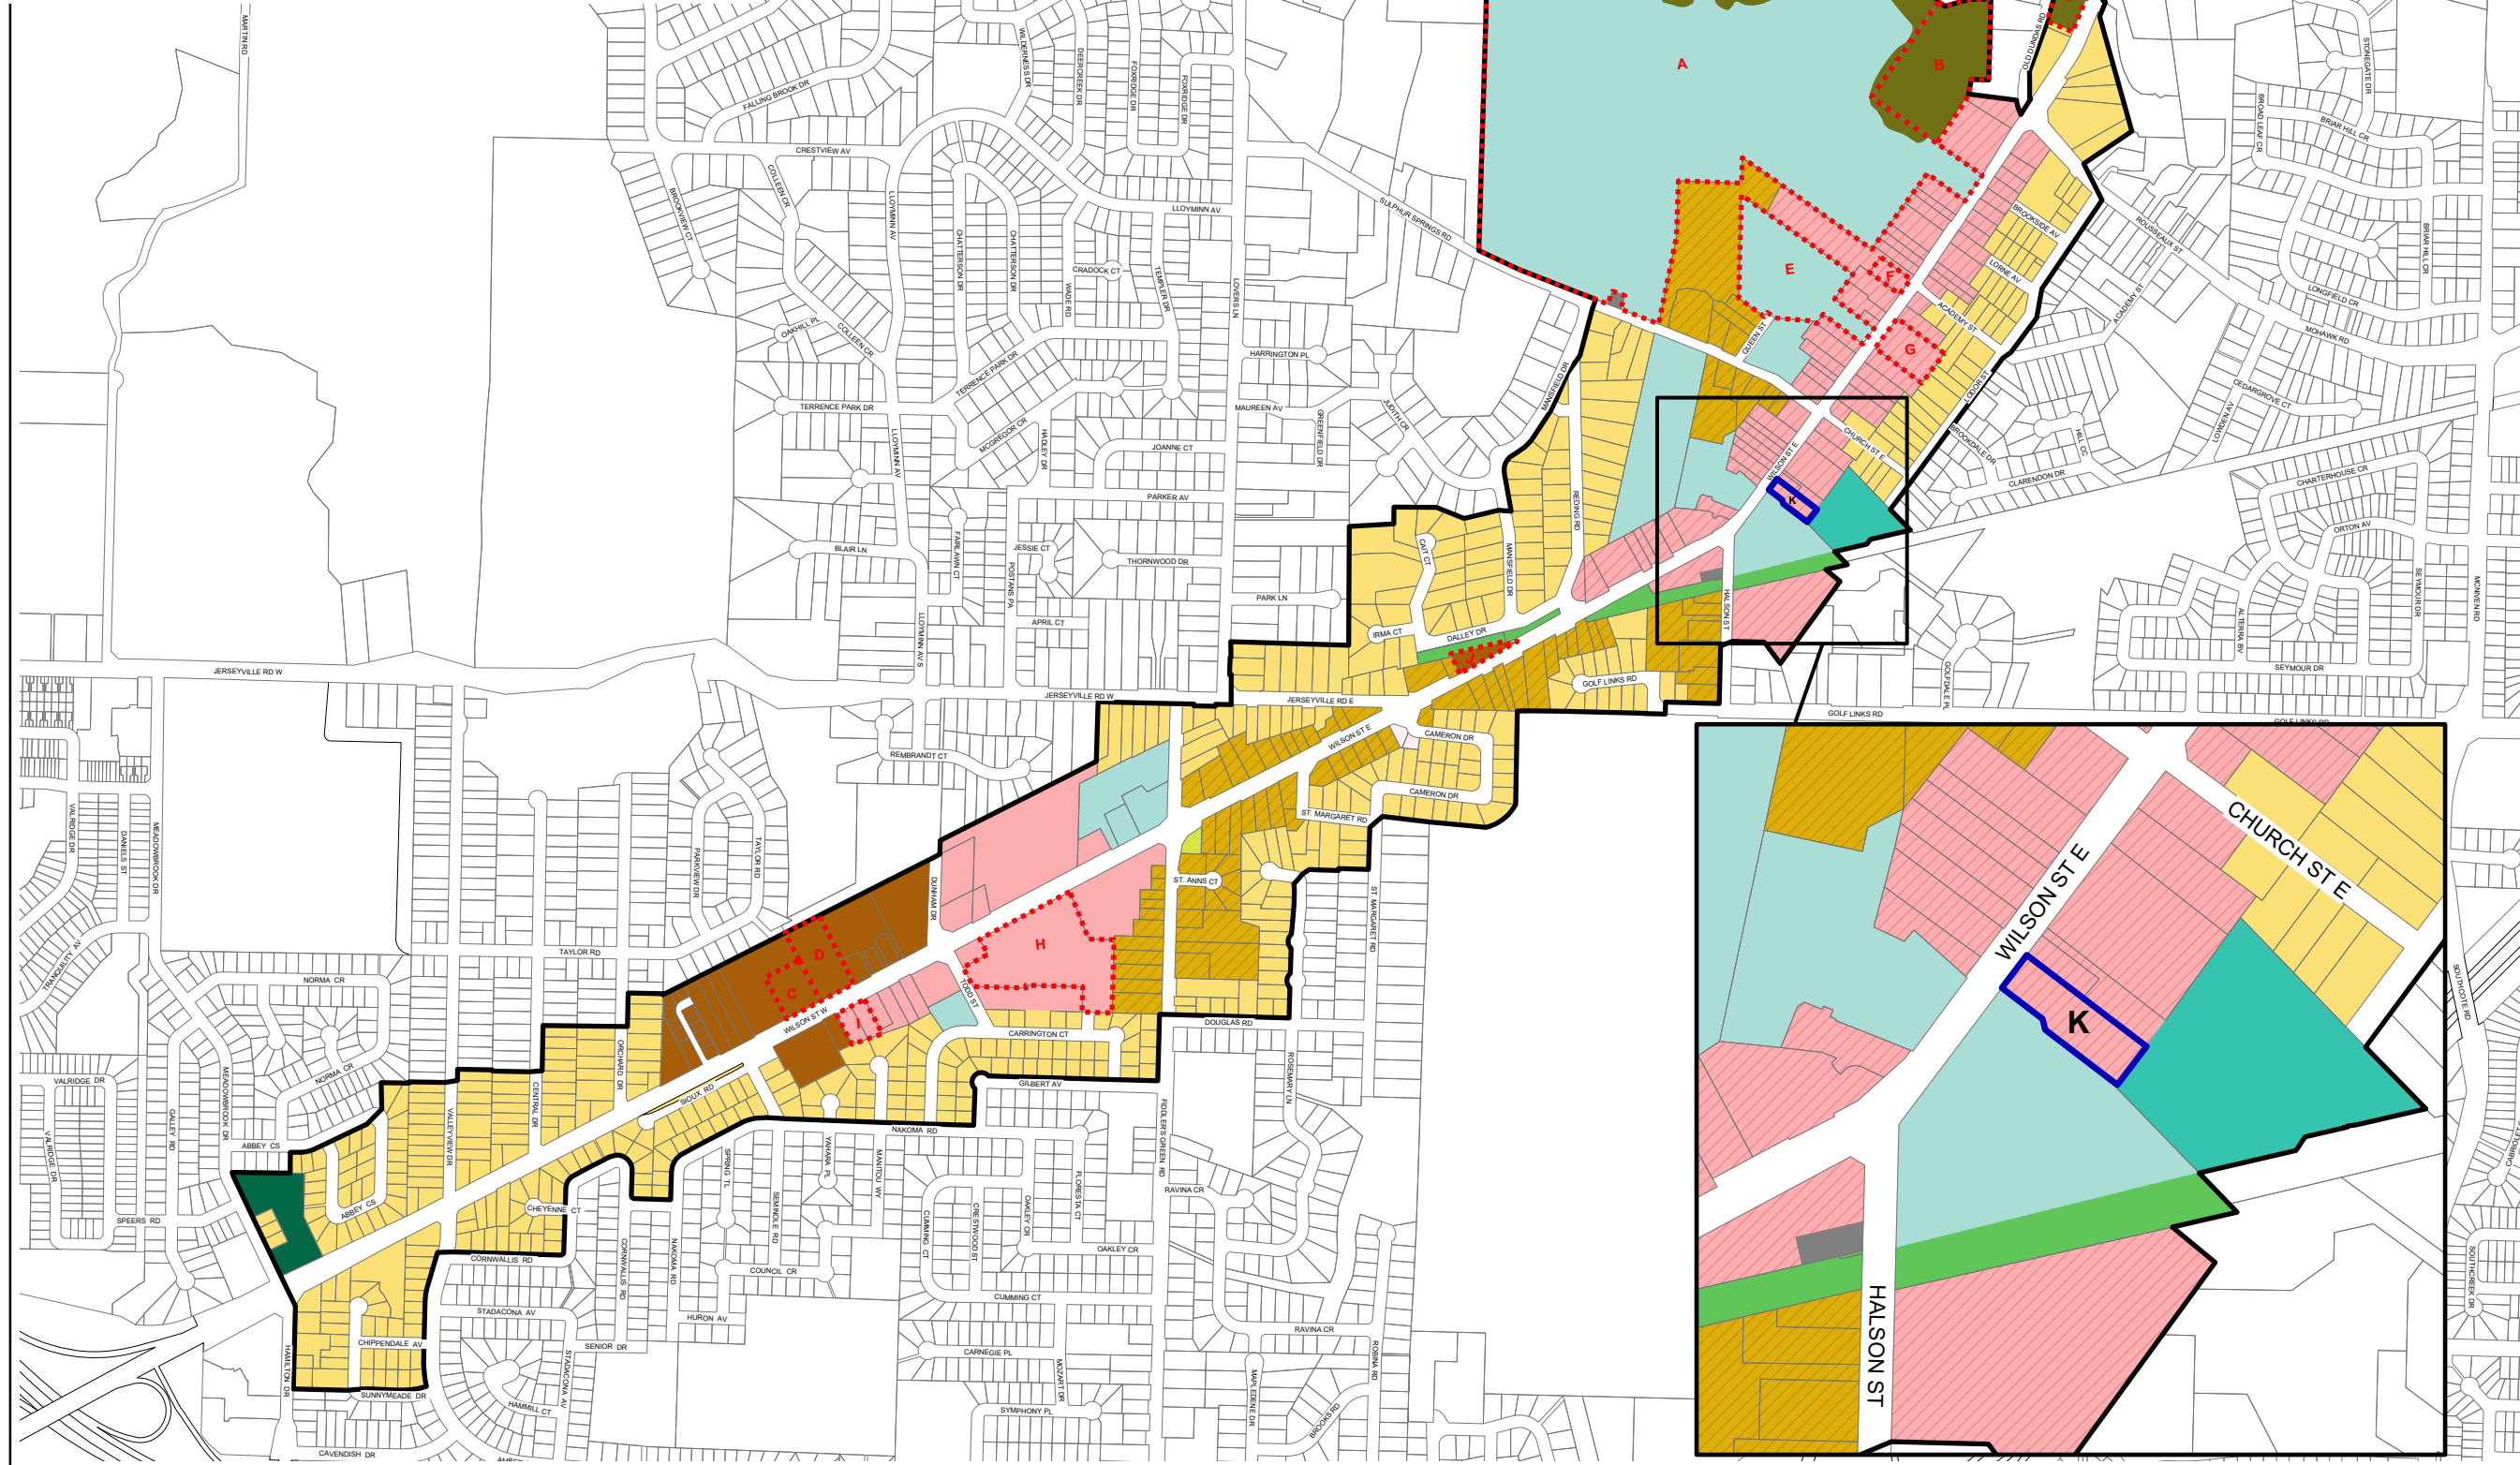 MARTIN RD
WILDERNESS DR
DEERCREEK DR
FOXRIDGE DR
FOXRIDGE DR
FALLING BROOK DR
CRESTVIEW AV
COLLEEN CR
BROOKVIEW CT
LLOYMINN AV
CHATTERSON DR
CHATTERSON DR
LLOYMINN AV
CRADOCK CT
WADE RD
TEMPLER DR
LOVERS LN
SULPHUR SPRINGS RD
OAKHILL PL
COLLEEN CR
TERRENCE PARK DR
HARRINGTON PL
TERRENCE PARK DR
MCGREGOR CR
HADLEY DR
MAUREEN AV
GREENFIELD DR
JUDITH CR
MANSFIELD DR
LLOYMINN AV
JOANNE CT
PARKER AV
BLAIR LN
FAIRLAWN CT
JESSIE CT
POSTANS PA
THORNWOOD DR
APRIL CT
PARK LN
LLOYMINN AV S
CAIT CT
MANSFIELD DR
REDING RD
IRMA CT
DALLEY DR
GOLF LINKS RD
JERSEYVILLE RD W
JERSEYVILLE RD W
JERSEYVILLE RD E
A
B
E
F
G
K
OLD DUNDAS RD
STONEGATE DR
BROAD LEAF CR
BRIAR HILL CR
BRIAR HILL CR
BROOKSIDE AV
ROUSSEAUX ST
LORNE AV
ACADEMY ST
ACADEMY ST
LONGFIELD CR
MOHAWK RD
QUEEN ST
LODOR ST
CEDARGROVE CT
LOWDEN AV
CHURCH ST E
BROOKDALE DR
HILL CC
CLARENDON DR
CHARTERHOUSE CR
ORTON AV
WILSON ST E
HALSON ST
ALTERRA BV
SEYMOUR DR
SEYMOUR DR
MCNIVEN RD
GOLFDALE PL
GOLF LINKS RD
GOLF LINKS RD
REMBRANDT CT
WILSON ST E
CAMERON DR
CAMERON DR
ST. MARGARET RD
ST. MARGARET RD
ST. ANNS CT
VALRIDGE DR
DANIELS ST
MEADOWBROOK DR
PARKVIEW DR
TAYLOR RD
TAYLOR RD
DUNHAM DR
D
C
H
I
TODD ST
WILSON ST W
TRANQUILITY AV
NORMA CR
NORMA CR
CARRINGTON CT
DOUGLAS RD
GILBERT AV
ORCHARD DR
CENTRAL DR
VALLEYVIEW DR
SIOUX RD
VALRIDGE DR
VALRIDGE DR
GALLEY RD
MEADOWBROOK DR
ABBEY CS
ABBEY CS
NAKOMA RD
ROSEMARY LN
FIDDLER'S GREEN RD
SPEERS RD
CHEYENNE CT
CORNWALLIS RD
CORNWALLIS RD
NAKOMA RD
SPRING TL
SEMINOLE RD
YAHARA PL
MANITOU WY
CUMMING CT
CRESTWOOD ST
OAKLEY CR
FLORESTA CT
OAKLEY CR
RAVINA CR
COUNCIL CR
CUMMING CT
STADACONA AV
HURON AV
RAVINA CR
CHIPPENDALE AV
SENIOR DR
STADACONA AV
CARNEGIE PL
MOZART DR
MAPLEDENE DR
ROBINA RD
HAMILTON DR
SUNNYMEADE DR
HAMMILL CT
SYMPHONY PL
BROOKS RD
CAVENDISH DR
WILSON ST E
CHURCH ST E
K
HALSON ST
SOUTHCOTE RD
SOUTHCREEK DR